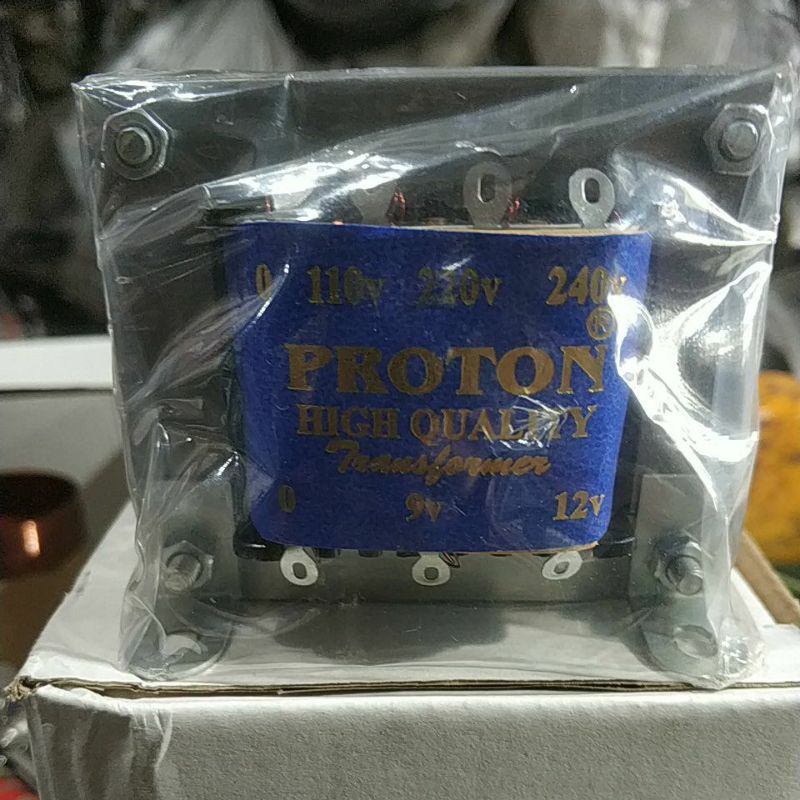 0 110v 220v 240v
®
PROTON
HIGH QUALITY
Transformer
0 9v 12v